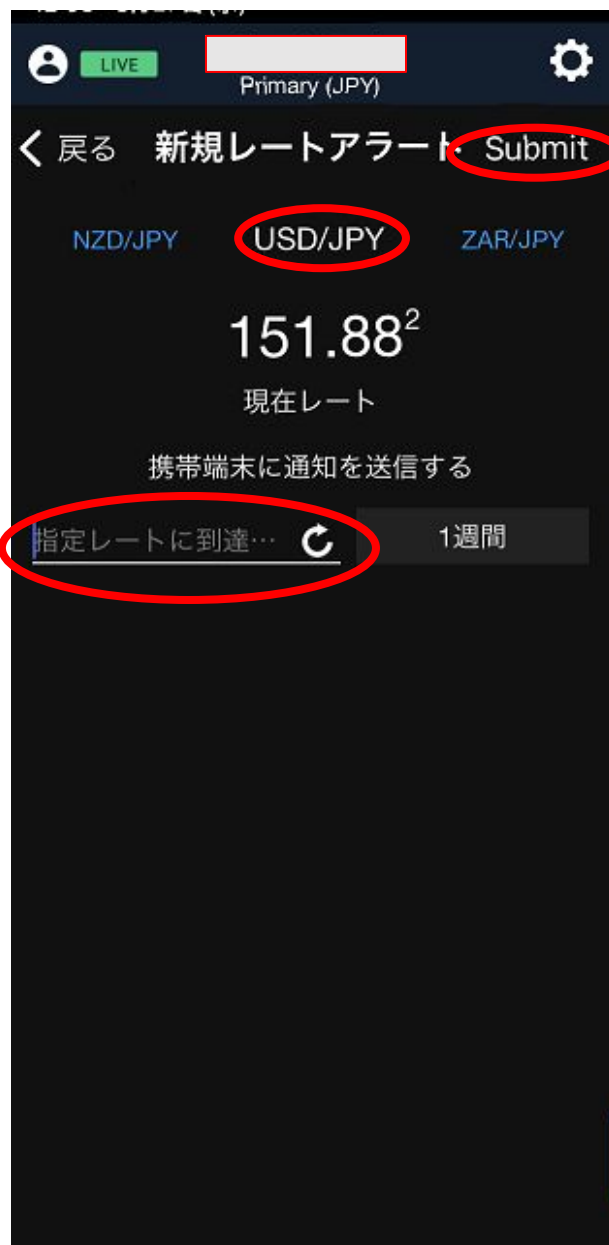 LIVE
Primary (JPY)
戻る 新規レートアラート Submit
NZD/JPY USD/JPY ZAR/JPY
151.88²
現在レート
携帯端末に通知を送信する
指定レートに到達… 1週間